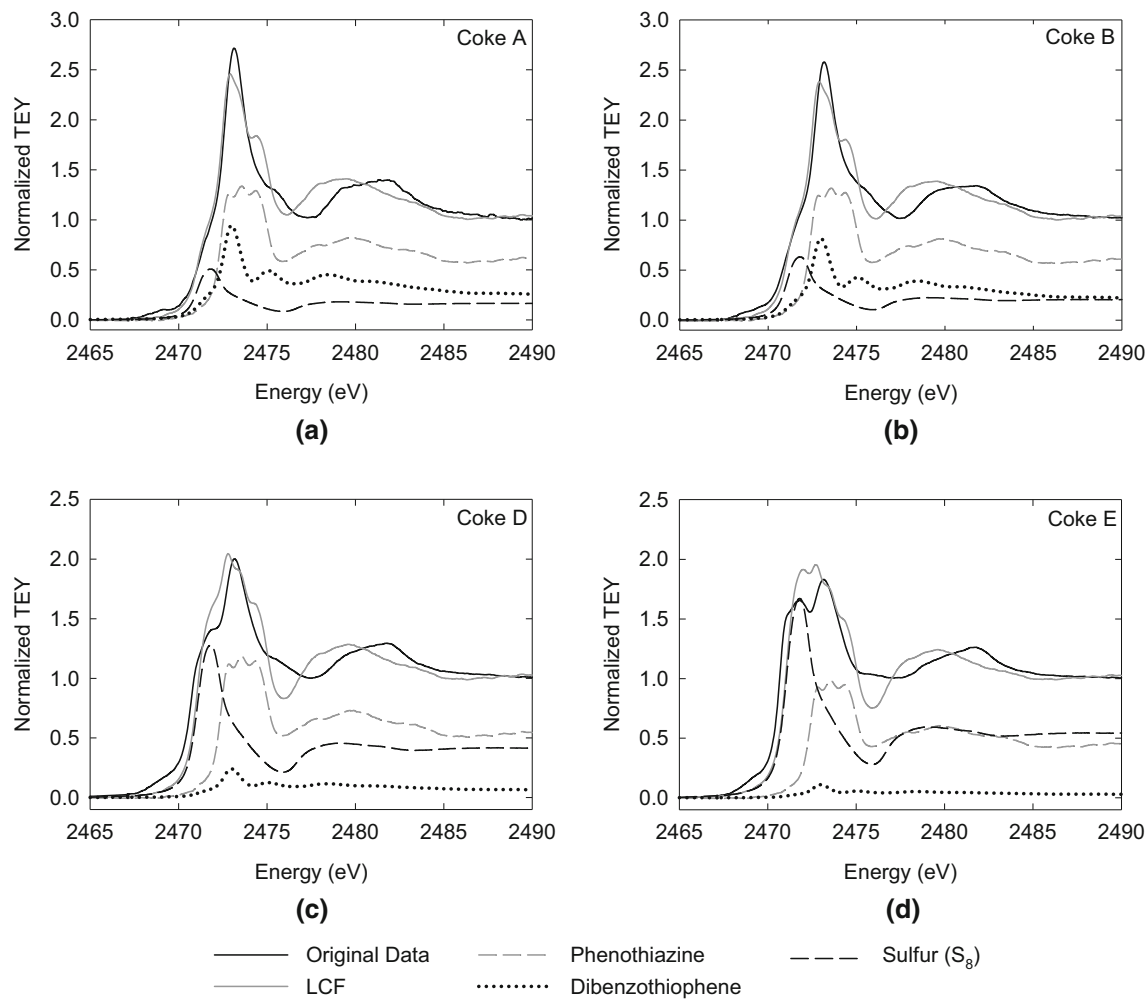 Coke A
Normalized TEY
3.0
2.5
2.0
1.5
1.0
0.5
0.0
2465 2470 2475 2480 2485 2490
Energy (eV)
(a)
Coke B
Normalized TEY
3.0
2.5
2.0
1.5
1.0
0.5
0.0
2465 2470 2475 2480 2485 2490
Energy (eV)
(b)
Coke D
Normalized TEY
2.5
2.0
1.5
1.0
0.5
0.0
2465 2470 2475 2480 2485 2490
Energy (eV)
(c)
Coke E
Normalized TEY
2.5
2.0
1.5
1.0
0.5
0.0
2465 2470 2475 2480 2485 2490
Energy (eV)
(d)
Original Data Phenothiazine Sulfur (S₈)
LCF Dibenzothiophene